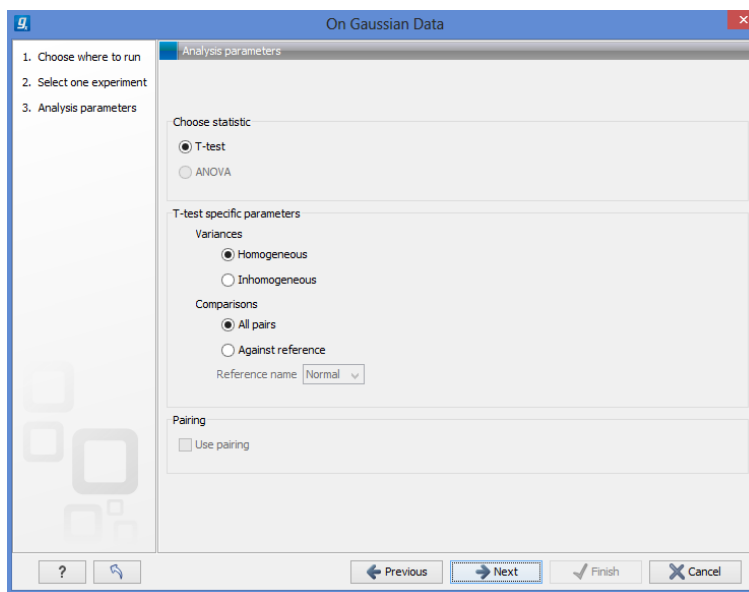 g
On Gaussian Data
1. Choose where to run
2. Select one experiment
3. Analysis parameters
Analysis parameters
Choose statistic
T-test
ANOVA
T-test specific parameters
Variances
Homogeneous
Inhomogeneous
Comparisons
All pairs
Against reference
Reference name Normal
Pairing
Use pairing
? Previous Next Finish Cancel